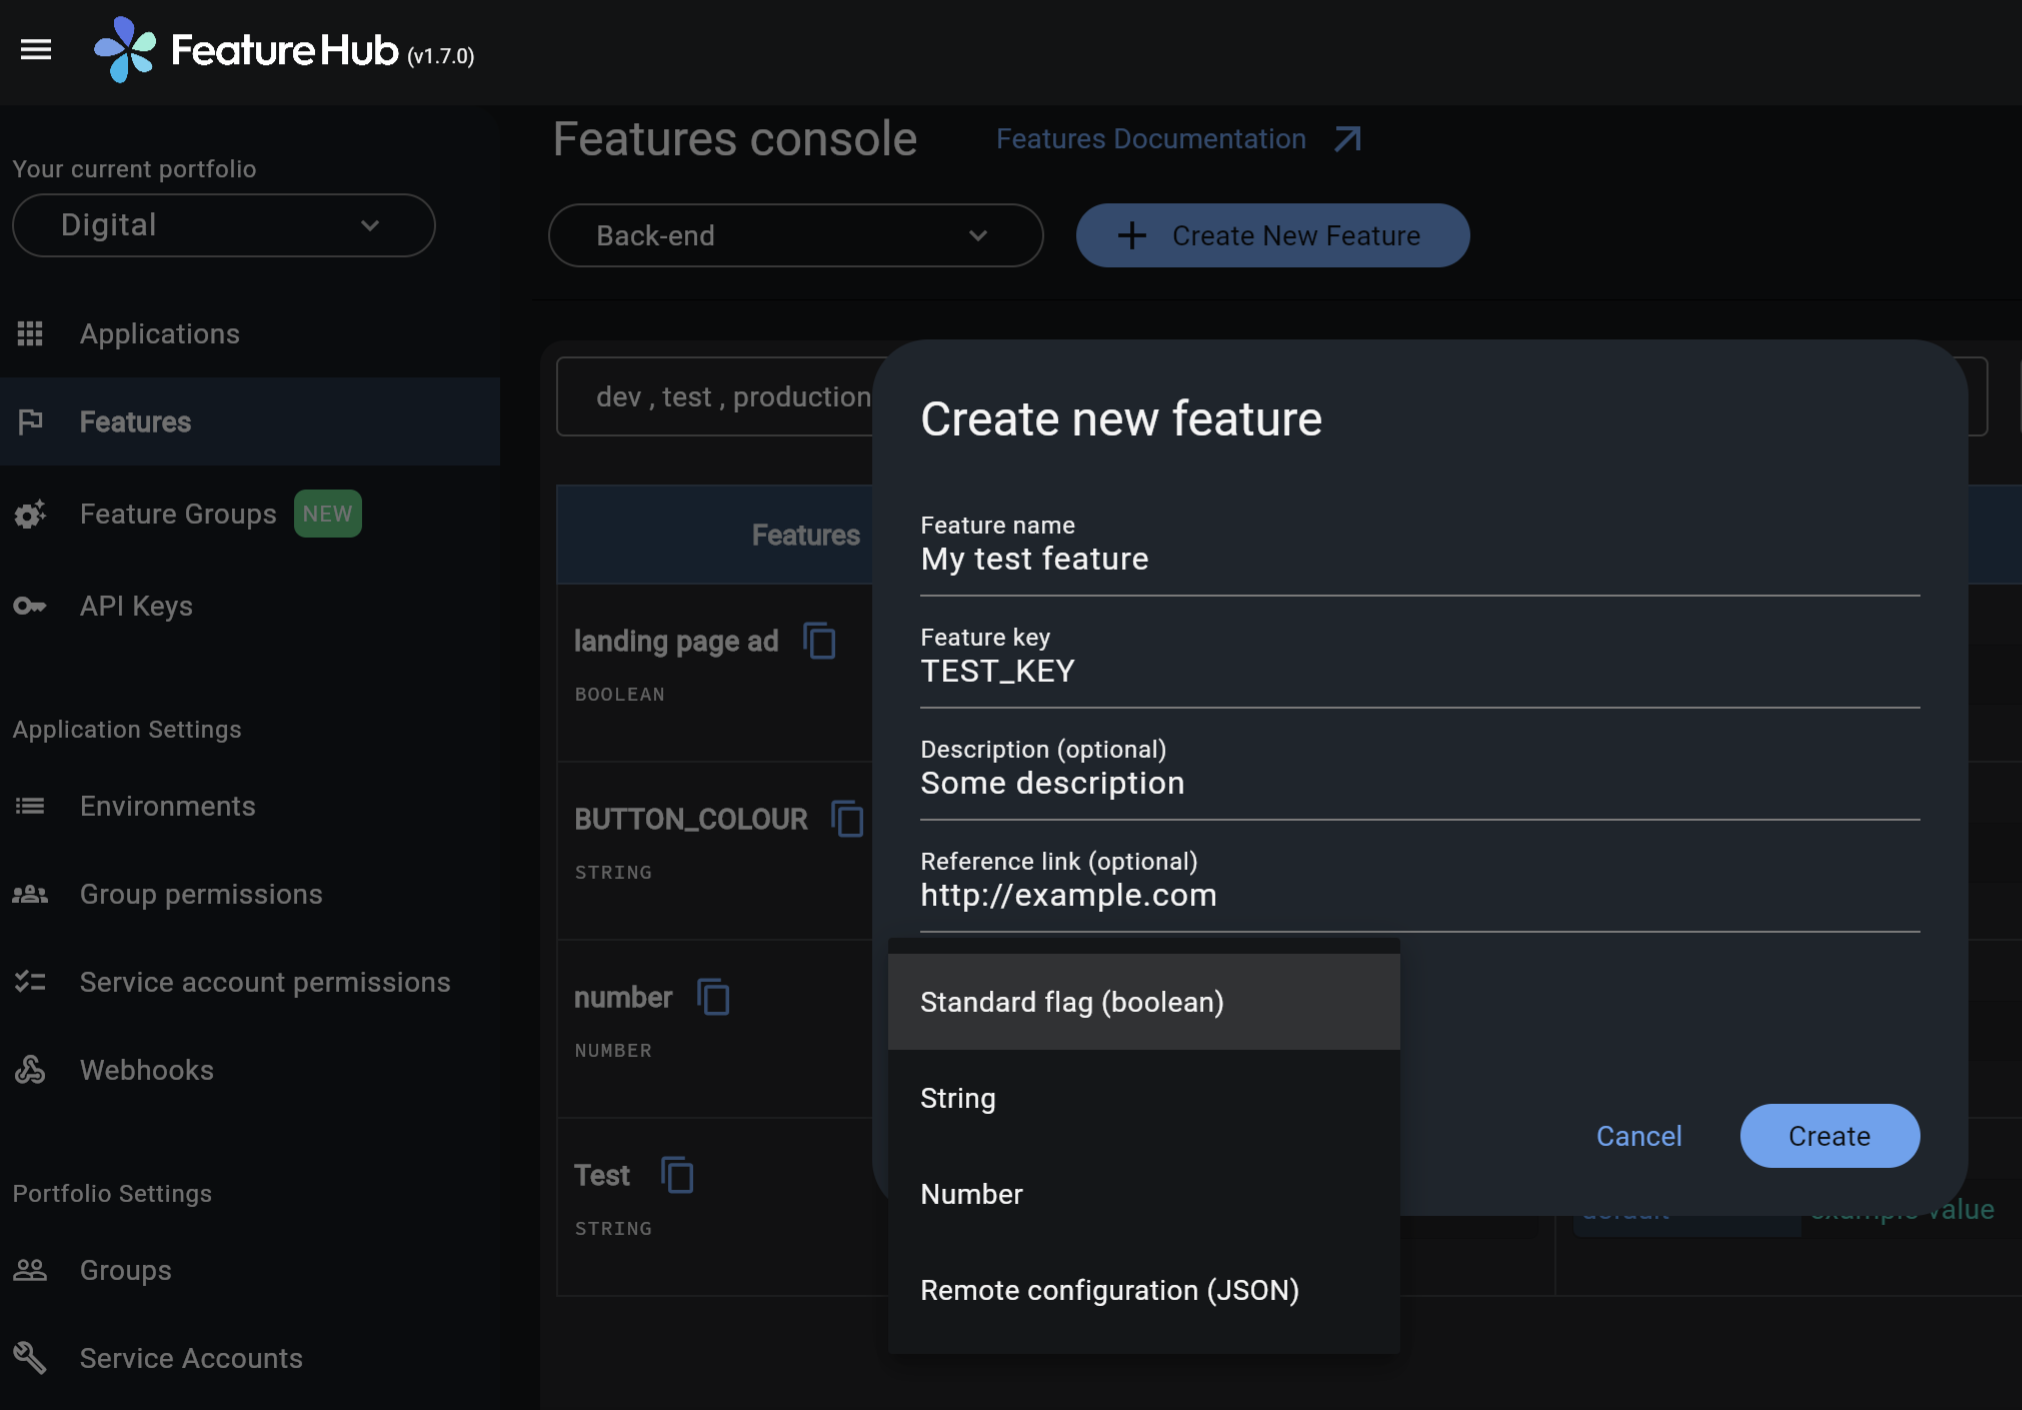 FeatureHub (v1.7.0)
Your current portfolio
Digital
Applications
Features
Feature Groups NEW
API Keys
Application Settings
Environments
Group permissions
Service account permissions
Webhooks
Portfolio Settings
Groups
Service Accounts
Features console
Features Documentation
Back-end
Create New Feature
dev , test , production
Features
landing page ad
BOOLEAN
BUTTON_COLOUR
STRING
number
NUMBER
Test
STRING
Create new feature
Feature name
My test feature
Feature key
TEST_KEY
Description (optional)
Some description
Reference link (optional)
http://example.com
Standard flag (boolean)
String
Number
Remote configuration (JSON)
Cancel
Create
default
example value